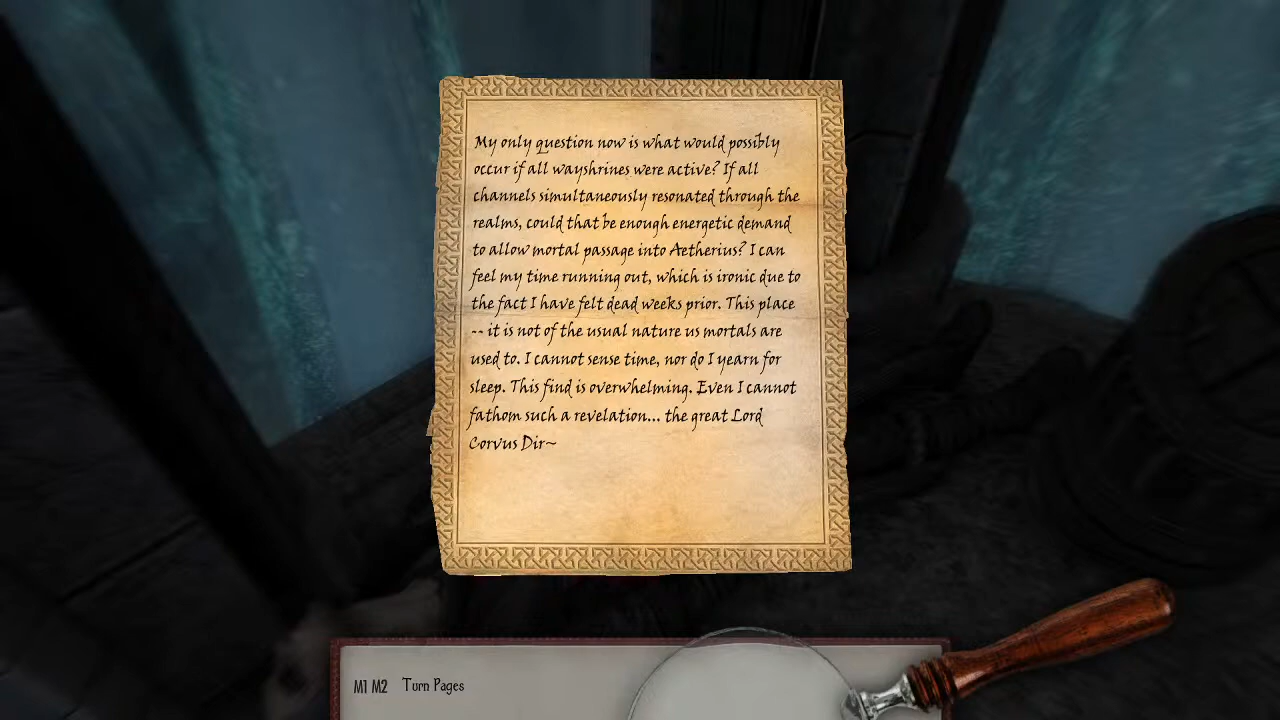 My only question now is what would possibly
occur if all wayshrines were active? If all
channels simultaneously resonated through the
realms, could that be enough energetic demand
to allow mortal passage into Aetherius? I can
feel my time running out, which is ironic due to
the fact I have felt dead weeks prior. This place
-- it is not of the usual nature us mortals are
used to. I cannot sense time, nor do I yearn for
sleep. This find is overwhelming. Even I cannot
fathom such a revelation... the great Lord
Corvus Dir~
M1 M2 Turn Pages